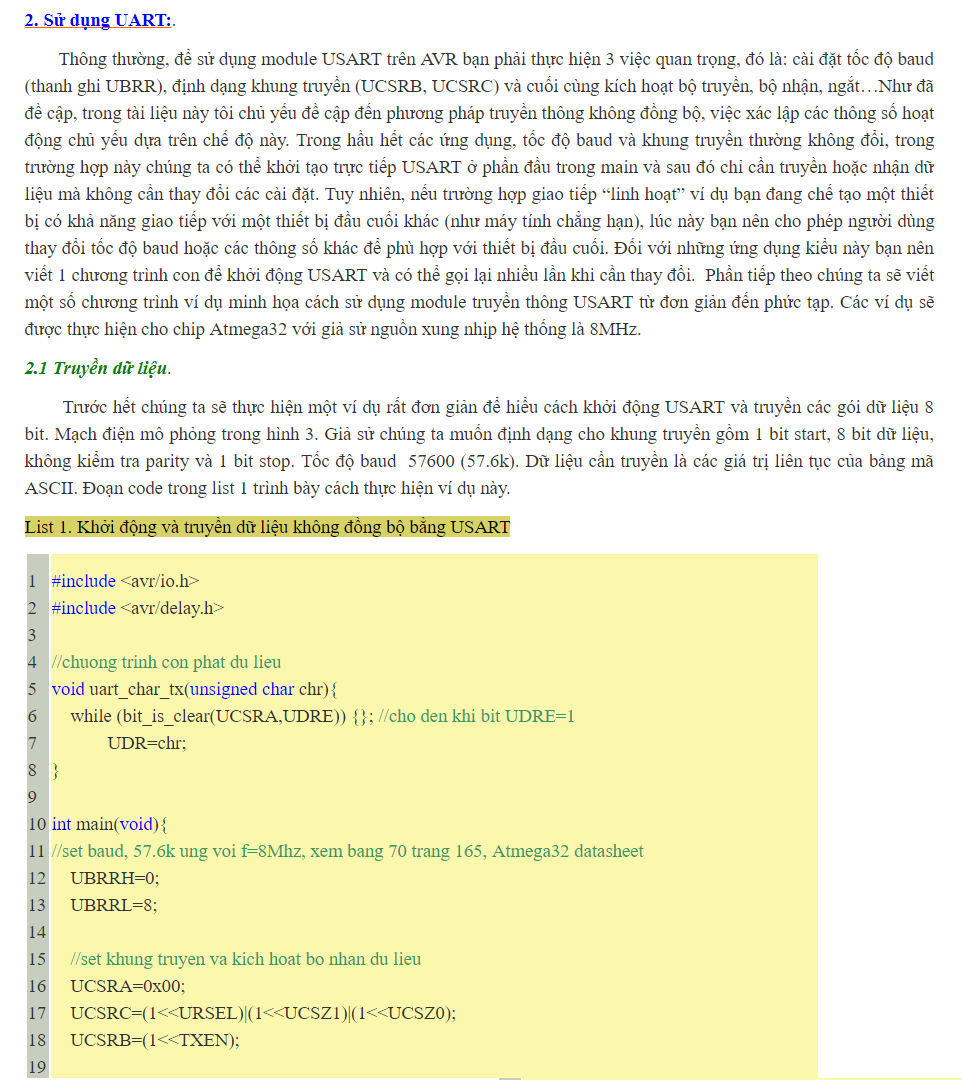 2. Sử dụng UART:.
Thông thường, để sử dụng module USART trên AVR bạn phải thực hiện 3 việc quan trọng, đó là: cài đặt tốc độ baud
(thanh ghi UBRR), định dạng khung truyền (UCSRB, UCSRC) và cuối cùng kích hoạt bộ truyền, bộ nhận, ngắt…Như đã
đề cập, trong tài liệu này tôi chủ yếu đề cập đến phương pháp truyền thông không đồng bộ, việc xác lập các thông số hoạt
động chủ yếu dựa trên chế độ này. Trong hầu hết các ứng dụng, tốc độ baud và khung truyền thường không đổi, trong
trường hợp này chúng ta có thể khởi tạo trực tiếp USART ở phần đầu trong main và sau đó chỉ cần truyền hoặc nhận dữ
liệu mà không cần thay đổi các cài đặt. Tuy nhiên, nếu trường hợp giao tiếp “linh hoạt” ví dụ bạn đang chế tạo một thiết
bị có khả năng giao tiếp với một thiết bị đầu cuối khác (như máy tính chẳng hạn), lúc này bạn nên cho phép người dùng
thay đổi tốc độ baud hoặc các thông số khác để phù hợp với thiết bị đầu cuối. Đối với những ứng dụng kiểu này bạn nên
viết 1 chương trình con để khởi động USART và có thể gọi lại nhiều lần khi cần thay đổi. Phần tiếp theo chúng ta sẽ viết
một số chương trình ví dụ minh họa cách sử dụng module truyền thông USART từ đơn giản đến phức tạp. Các ví dụ sẽ
được thực hiện cho chip Atmega32 với giả sử nguồn xung nhịp hệ thống là 8MHz.
2.1 Truyền dữ liệu.
Trước hết chúng ta sẽ thực hiện một ví dụ rất đơn giản để hiểu cách khởi động USART và truyền các gói dữ liệu 8
bit. Mạch điện mô phỏng trong hình 3. Giả sử chúng ta muốn định dạng cho khung truyền gồm 1 bit start, 8 bit dữ liệu,
không kiểm tra parity và 1 bit stop. Tốc độ baud 57600 (57.6k). Dữ liệu cần truyền là các giá trị liên tục của bảng mã
ASCII. Đoạn code trong list 1 trình bày cách thực hiện ví dụ này.
List 1. Khởi động và truyền dữ liệu không đồng bộ bằng USART
1 #include <avr/io.h>
2 #include <avr/delay.h>
3
4 //chuong trinh con phat du lieu
5 void uart_char_tx(unsigned char chr){
6 while (bit_is_clear(UCSRA,UDRE)) {}; //cho den khi bit UDRE=1
7 UDR=chr;
8 }
9
10 int main(void){
11 //set baud, 57.6k ung voi f=8Mhz, xem bang 70 trang 165, Atmega32 datasheet
12 UBRRH=0;
13 UBRRL=8;
14
15 //set khung truyen va kich hoat bo nhan du lieu
16 UCSRA=0x00;
17 UCSRC=(1<<URSEL)|(1<<UCSZ1)|(1<<UCSZ0);
18 UCSRB=(1<<TXEN);
19